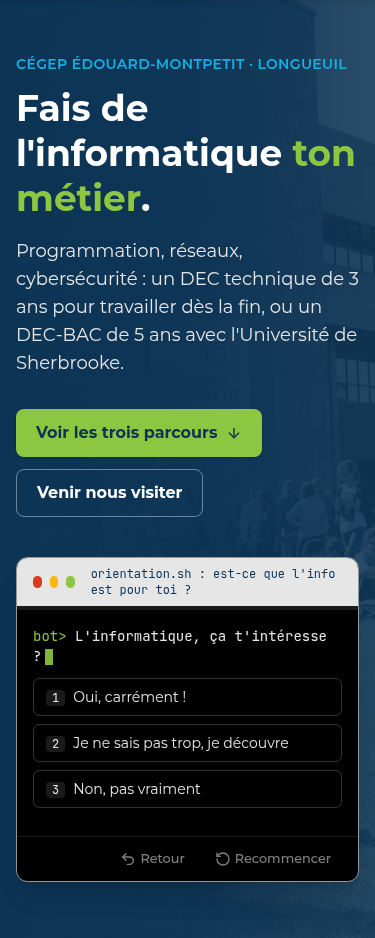 CÉGEP ÉDOUARD-MONTPETIT · LONGUEUIL
Fais de
l'informatique ton
métier.
Programmation, réseaux,
cybersécurité : un DEC technique de 3
ans pour travailler dès la fin, ou un
DEC-BAC de 5 ans avec l'Université de
Sherbrooke.
Voir les trois parcours ↓
Venir nous visiter
orientation.sh : est-ce que l'info
est pour toi ?
bot> L'informatique, ça t'intéresse
?
1 Oui, carrément !
2 Je ne sais pas trop, je découvre
3 Non, pas vraiment
Retour Recommencer